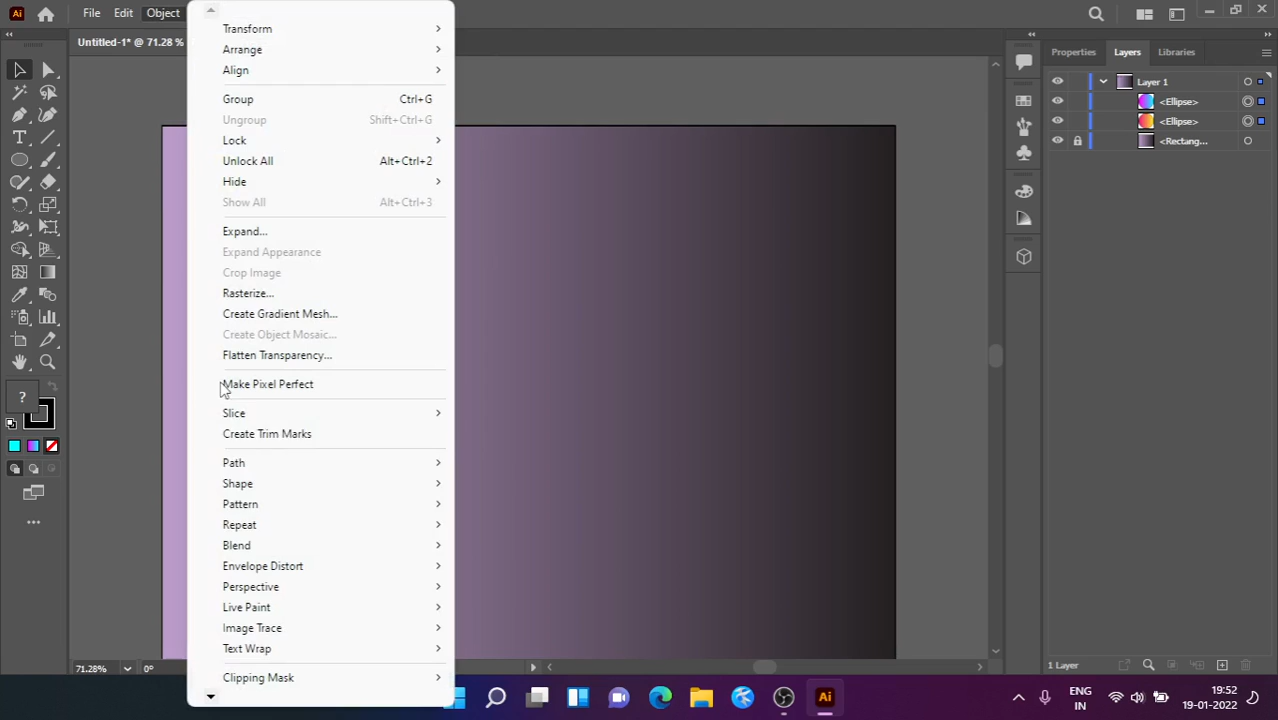 Ai File Edit Object
Untitled-1* @ 71.28 %
Transform
Arrange
Align
Group Ctrl+G
Ungroup Shift+Ctrl+G
Lock
Unlock All Alt+Ctrl+2
Hide
Show All Alt+Ctrl+3
Expand...
Expand Appearance
Crop Image
Rasterize...
Create Gradient Mesh...
Create Object Mosaic...
Flatten Transparency...
Make Pixel Perfect
Slice
Create Trim Marks
Path
Shape
Pattern
Repeat
Blend
Envelope Distort
Perspective
Live Paint
Image Trace
Text Wrap
Clipping Mask
Properties Layers Libraries
Layer 1
<Ellipse>
<Ellipse>
<Rectang...
?
71.28% 0°
1 Layer
Ai
ENG
IN
19:52
19-01-2022